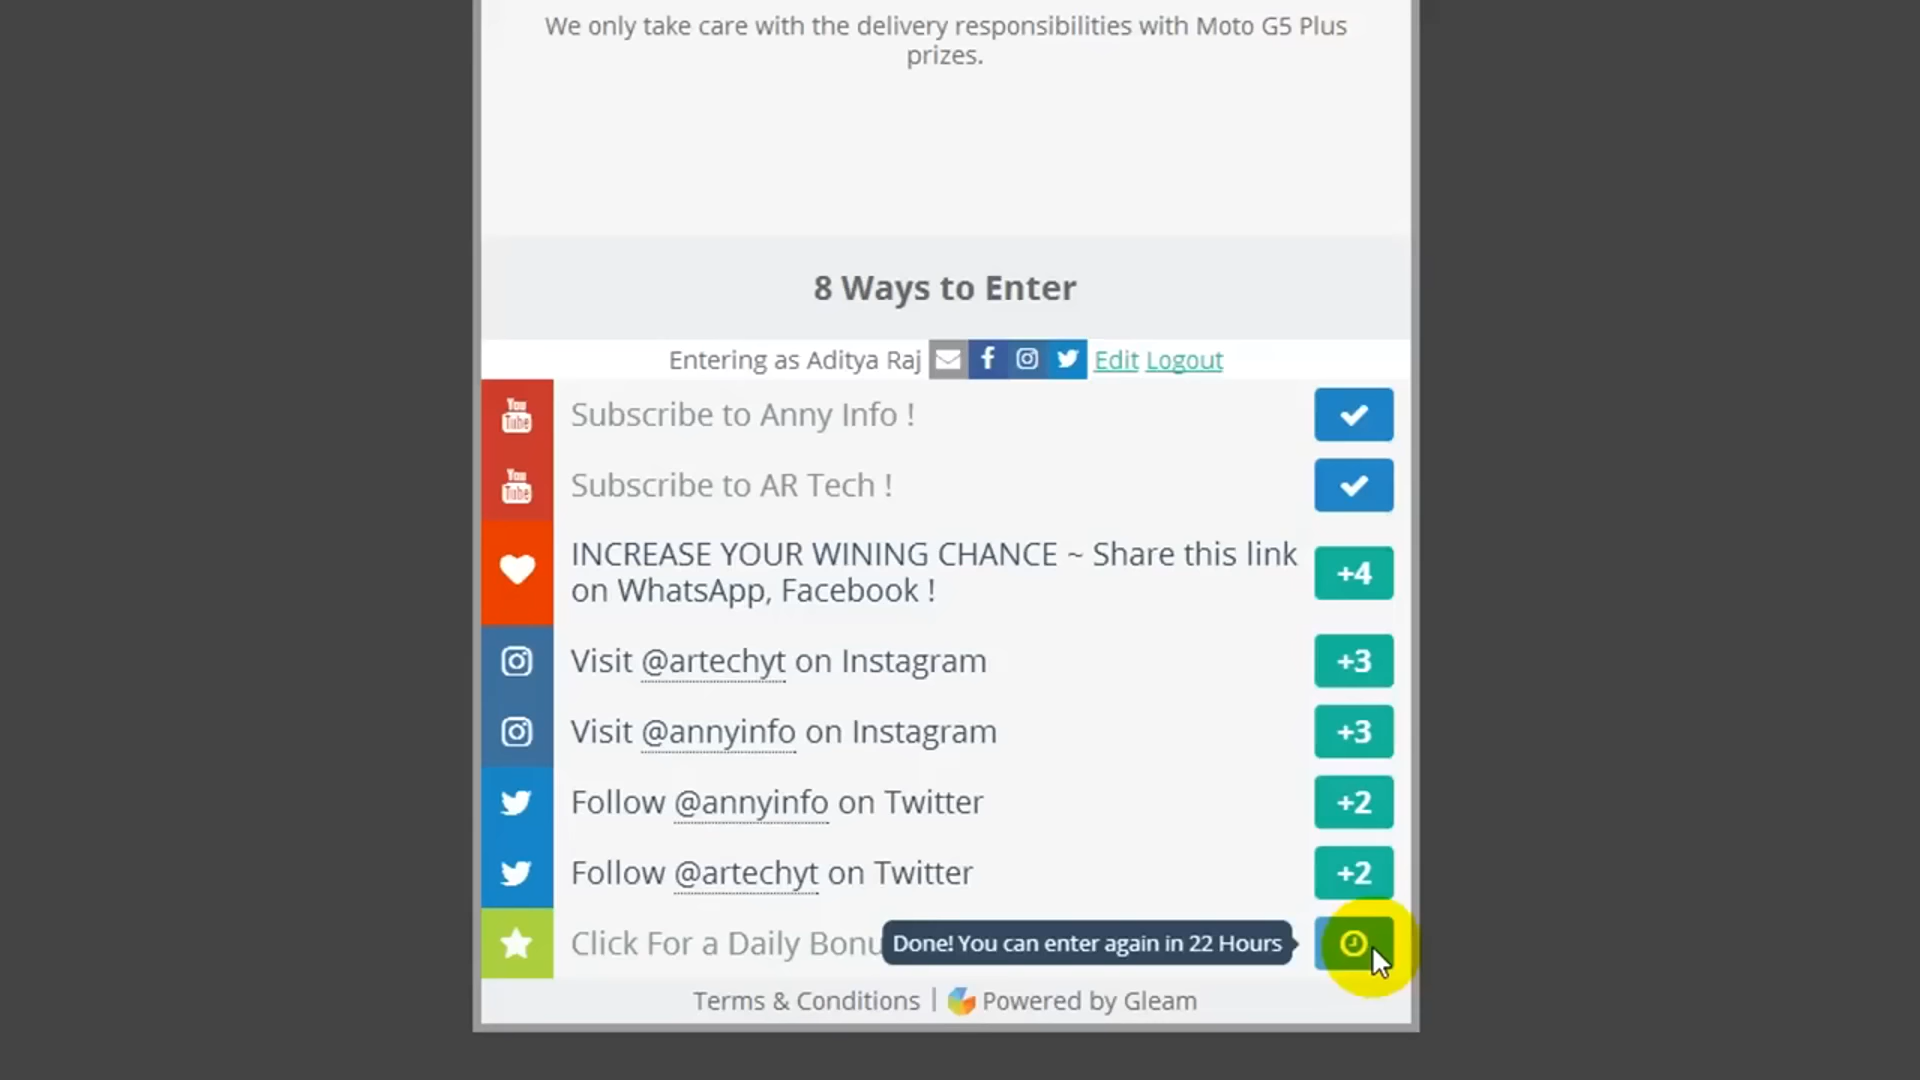 We only take care with the delivery responsibilities with Moto G5 Plus
prizes.
8 Ways to Enter
Entering as Aditya Raj Edit Logout
You Tube Subscribe to Anny Info !
You Tube Subscribe to AR Tech !
INCREASE YOUR WINING CHANCE ~ Share this link
on WhatsApp, Facebook ! +4
Visit @artechyt on Instagram +3
Visit @annyinfo on Instagram +3
Follow @annyinfo on Twitter +2
Follow @artechyt on Twitter +2
Click For a Daily Bonu Done! You can enter again in 22 Hours
Terms & Conditions | Powered by Gleam